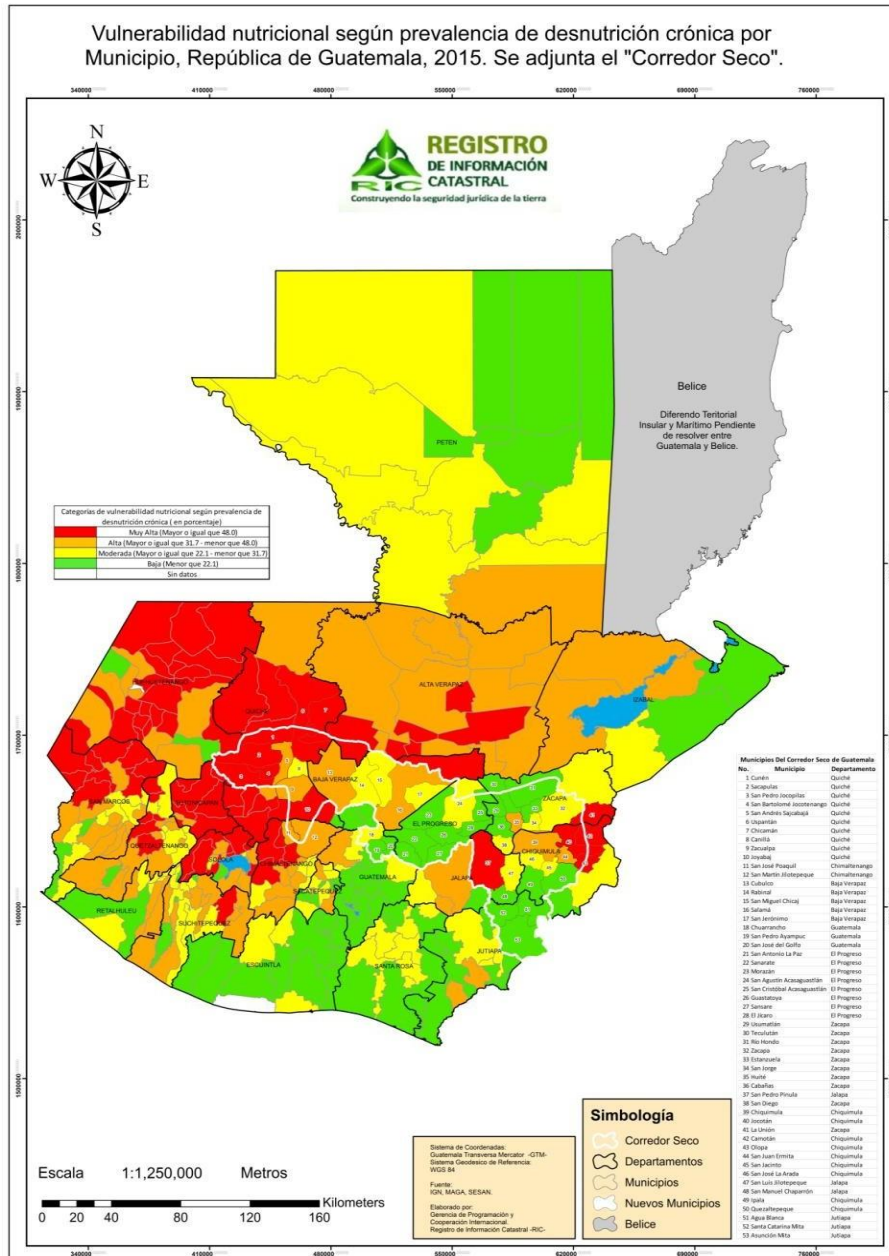 Vulnerabilidad nutricional según prevalencia de desnutrición crónica por
Municipio, República de Guatemala, 2015. Se adjunta el "Corredor Seco".
340000 410000 480000 550000 620000 690000 760000
N
W E
S
REGISTRO
DE INFORMACIÓN
CATASTRAL
RIC
Construyendo la seguridad jurídica de la tierra
2000000
1900000
1800000
1700000
1600000
1500000
Belice
Diferendo Teritorial
Insular y Marítimo Pendiente
de resolver entre
Guatemala y Belice.
PETEN
Categorías de vulnerabilidad nutricional según prevalencia de
desnutrición crónica ( en porcentaje)
Muy Alta (Mayor o igual que 48.0)
Alta (Mayor o igual que 31.7 - menor que 48.0)
Moderada (Mayor o igual que 22.1 - menor que 31.7)
Baja (Menor que 22.1)
Sin datos
ALTA VERAPAZ
IZABAL
BAJA VERAPAZ
ZACAPA
SAN MARCOS
EL PROGRESO
QUETZALTENANGO
CHIQUIMULA
SOLOLA
GUATEMALA
JALAPA
RETALHULEU
SUCHITEPEQUEZ
JUTIAPA
ESCUINTLA
SANTA ROSA
Municipios Del Corredor Seco de Guatemala
No. Municipio Departamento
1 Cunén Quiché
2 Sacapulas Quiché
3 San Pedro Jocopilas Quiché
4 San Bartolomé Jocotenango Quiché
5 San Andrés Sajcabajá Quiché
6 Uspantán Quiché
7 Chicamán Quiché
8 Canillá Quiché
9 Zacualpa Quiché
10 Joyabaj Quiché
11 San José Poaquil Chimaltenango
12 San Martín Jilotepeque Chimaltenango
13 Cubulco Baja Verapaz
14 Rabinal Baja Verapaz
15 San Miguel Chicaj Baja Verapaz
16 Salamá Baja Verapaz
17 San Jerónimo Baja Verapaz
18 Chuarrancho Guatemala
19 San Pedro Ayampuc Guatemala
20 San José del Golfo Guatemala
21 San Antonio La Paz El Progreso
22 Sanarate El Progreso
23 Morazán El Progreso
24 San Agustín Acasaguastlán El Progreso
25 San Cristóbal Acasaguastlán El Progreso
26 Guastatoya El Progreso
27 Sansare El Progreso
28 El Jícaro El Progreso
29 Usumatlán Zacapa
30 Teculután Zacapa
31 Río Hondo Zacapa
32 Zacapa Zacapa
33 Estanzuela Zacapa
34 San Jorge Zacapa
35 Huité Zacapa
36 Cabañas Zacapa
37 San Pedro Pinula Jalapa
38 San Diego Zacapa
39 Chiquimula Chiquimula
40 Jocotán Chiquimula
41 La Unión Zacapa
42 Camotán Chiquimula
43 Olopa Chiquimula
44 San Juan Ermita Chiquimula
45 San Jacinto Chiquimula
46 San José La Arada Chiquimula
47 San Luis Jilotepeque Jalapa
48 San Manuel Chaparrón Jalapa
49 Ipala Chiquimula
50 Quezaltepeque Chiquimula
51 Agua Blanca Jutiapa
52 Santa Catarina Mita Jutiapa
53 Asunción Mita Jutiapa
Escala 1:1,250,000 Metros
Kilometers
0 20 40 80 120 160
Sistema de Coordenadas:
Guatemala Transversa Mercator -GTM-
Sistema Geodesico de Referencia:
WGS 84
Fuente:
IGN, MAGA, SESAN.
Elaborado por:
Gerencia de Programación y
Cooperación Internacional.
Registro de Información Catastral -RIC-
Simbología
Corredor Seco
Departamentos
Municipios
Nuevos Municipios
Belice
340000 410000 480000 550000 620000 690000 760000